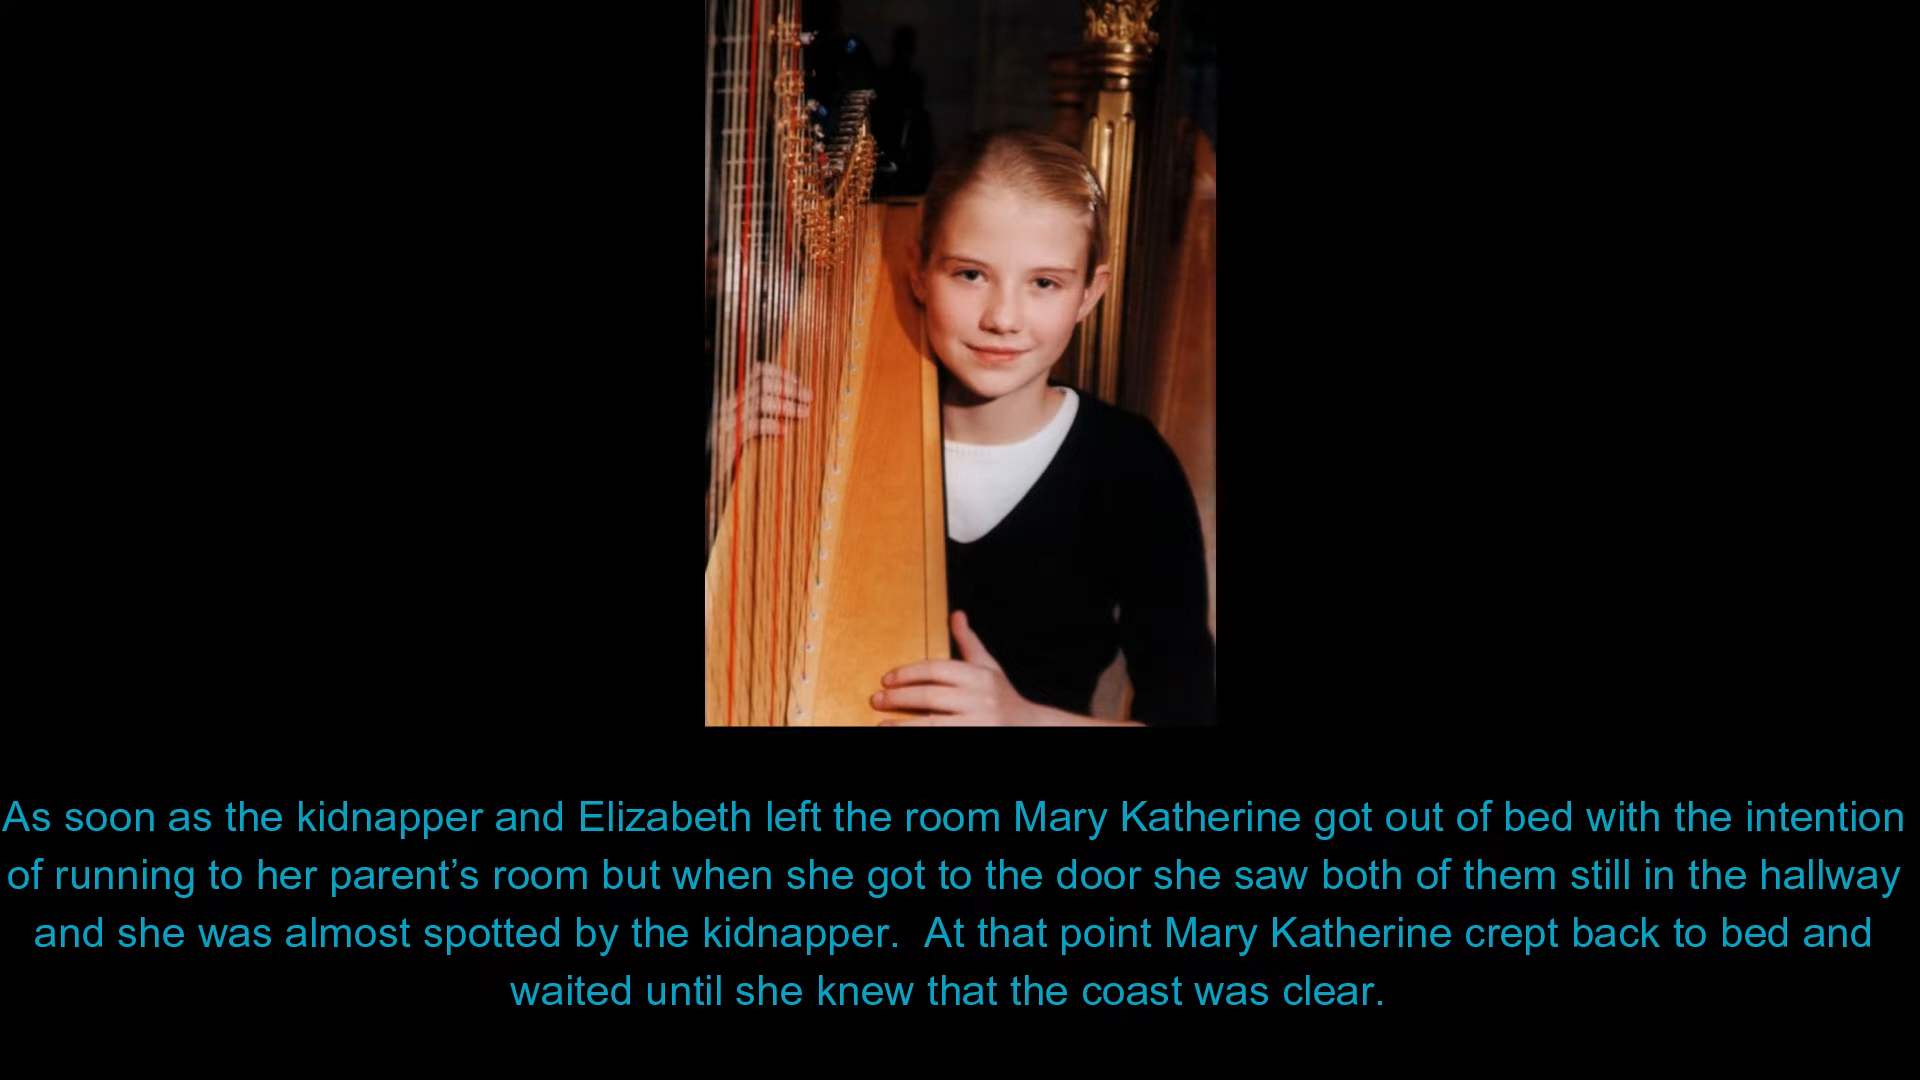 As soon as the kidnapper and Elizabeth left the room Mary Katherine got out of bed with the intention
of running to her parent’s room but when she got to the door she saw both of them still in the hallway
and she was almost spotted by the kidnapper.  At that point Mary Katherine crept back to bed and
waited until she knew that the coast was clear.